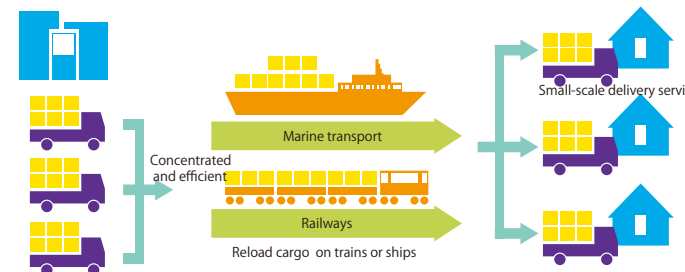 Small-scale delivery servi
Marine transport
Concentrated
and efficient
Railways
Reload cargo on trains or ships